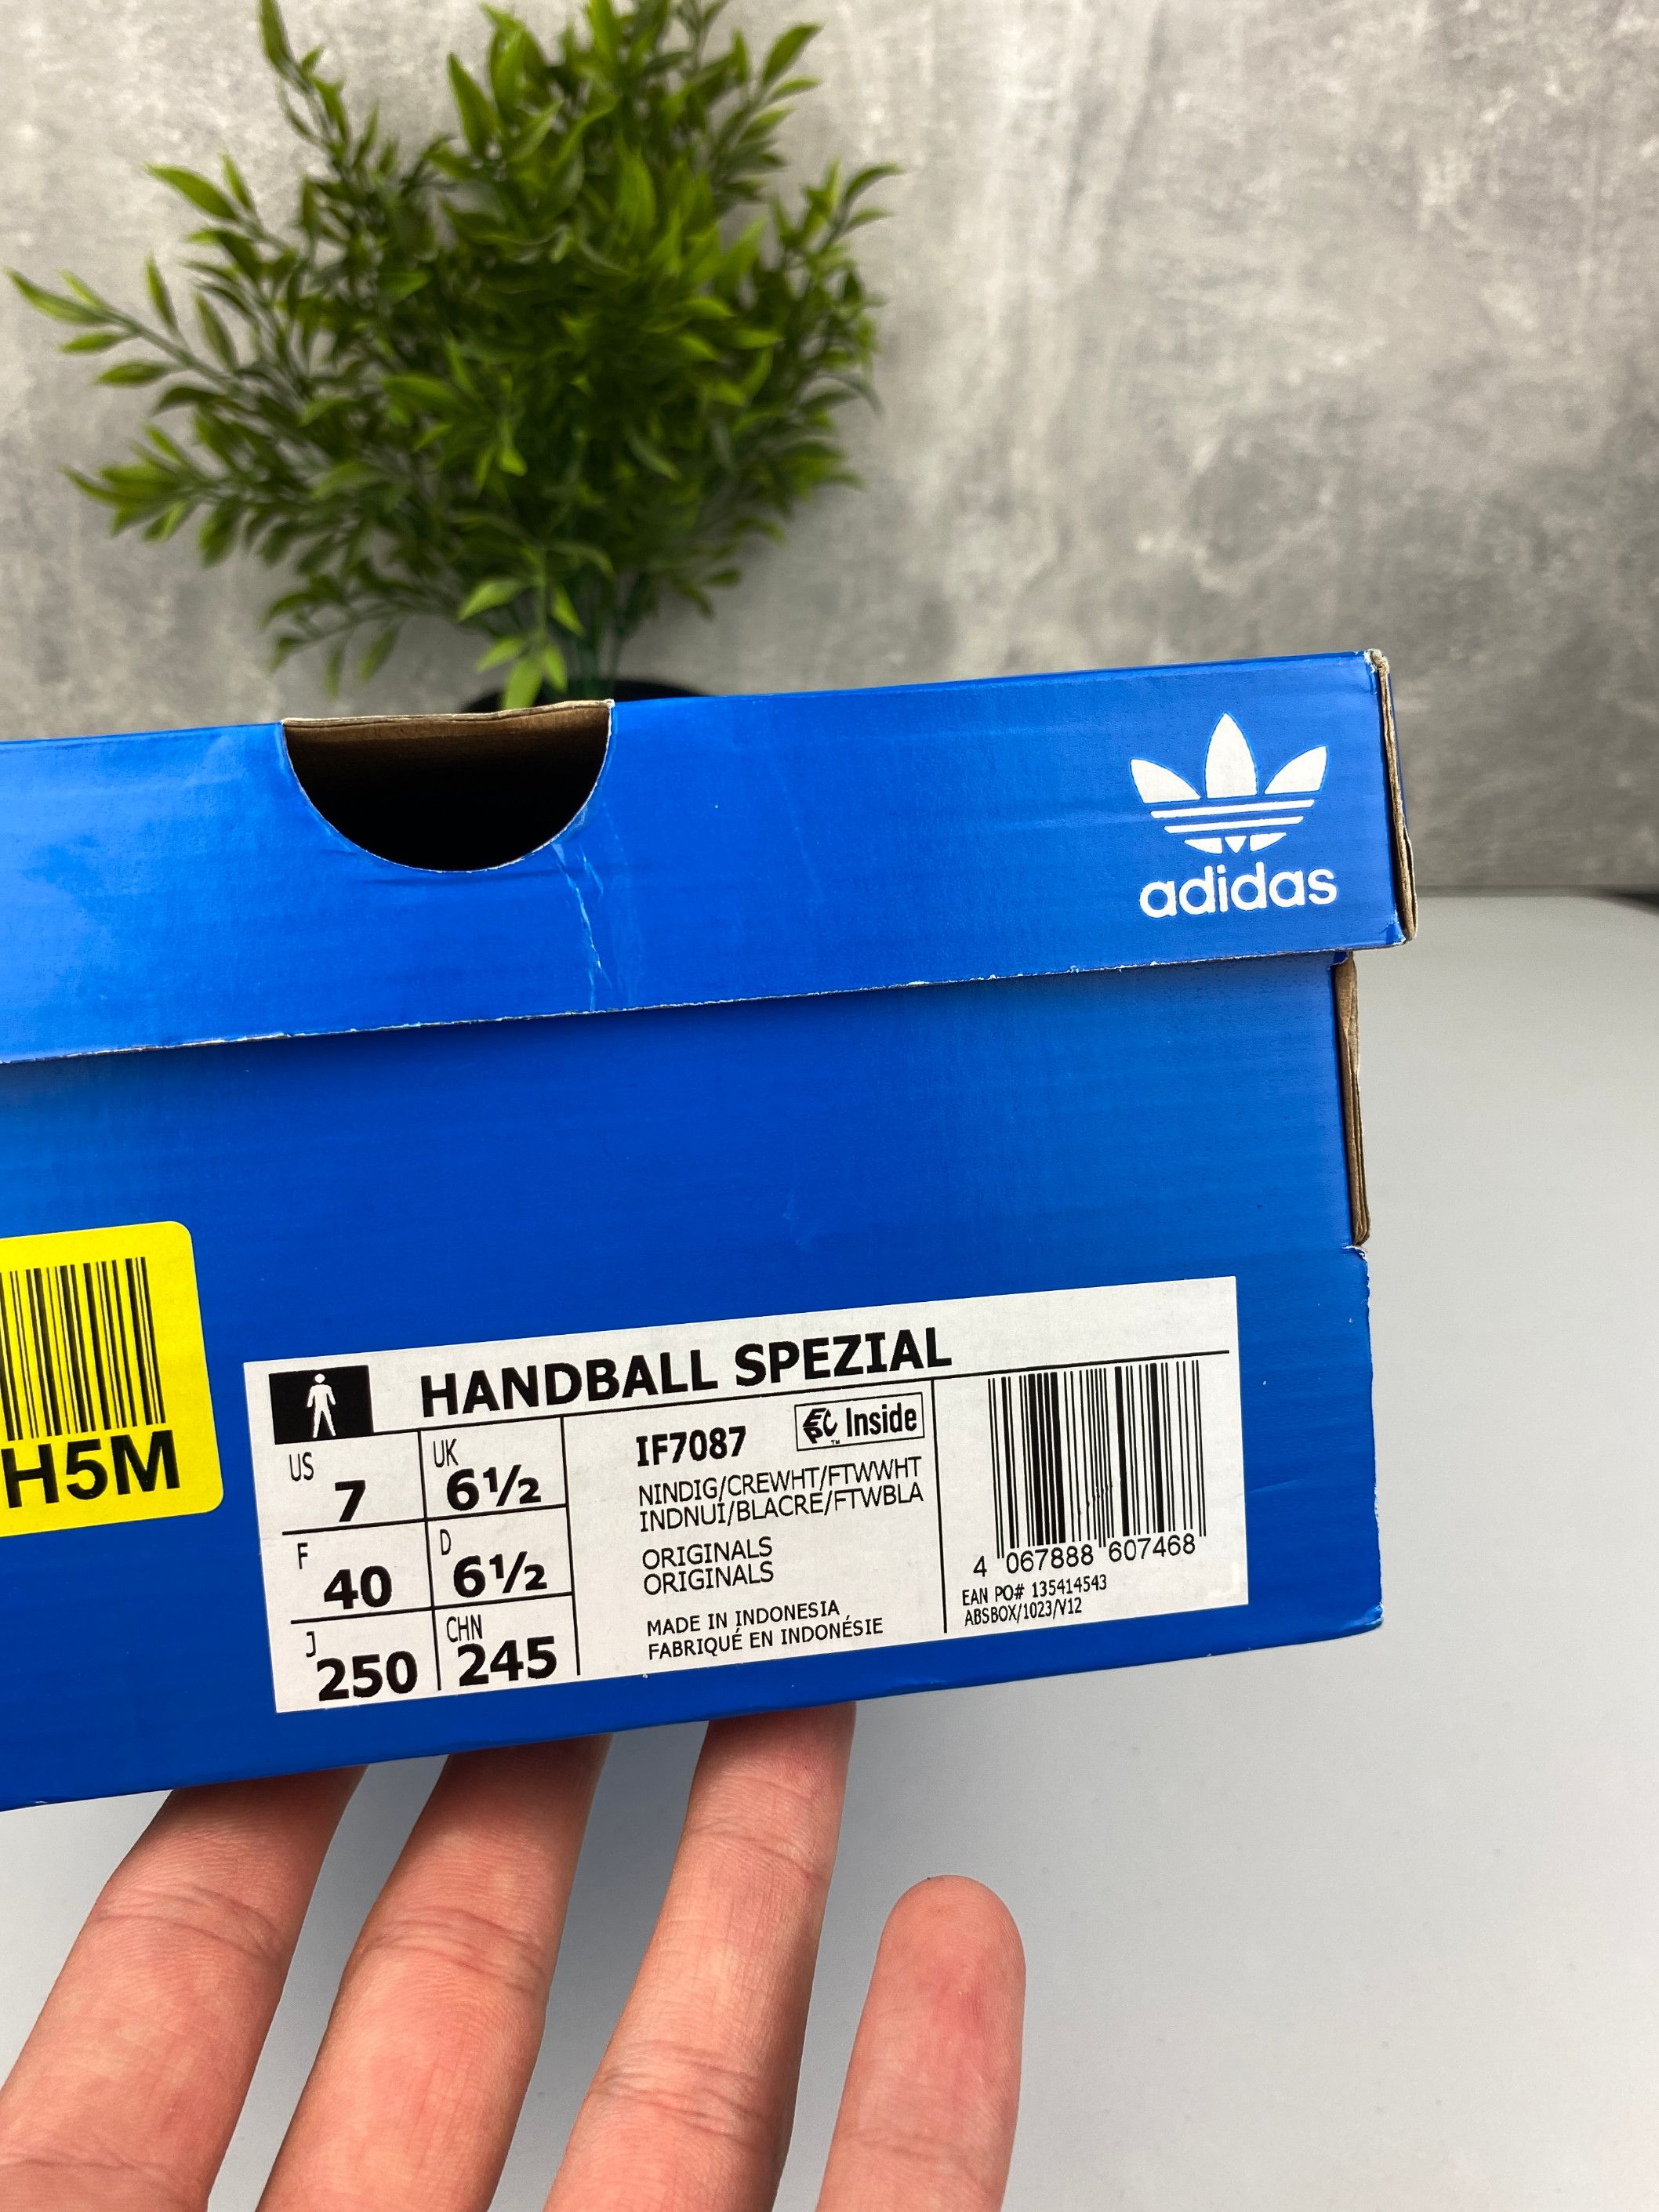 adidas
H5M
HANDBALL SPEZIAL
US 7
UK 6½
F 40
D 6½
J 250
CHN 245
IF7087
EPC Inside
™
NINDIG/CREWHT/FTWWHT
INDNUI/BLACRE/FTWBLA
ORIGINALS
ORIGINALS
MADE IN INDONESIA
FABRIQUÉ EN INDONÉSIE
4 067888 607468
EAN PO# 135414543
ABSBOX/1023/V12